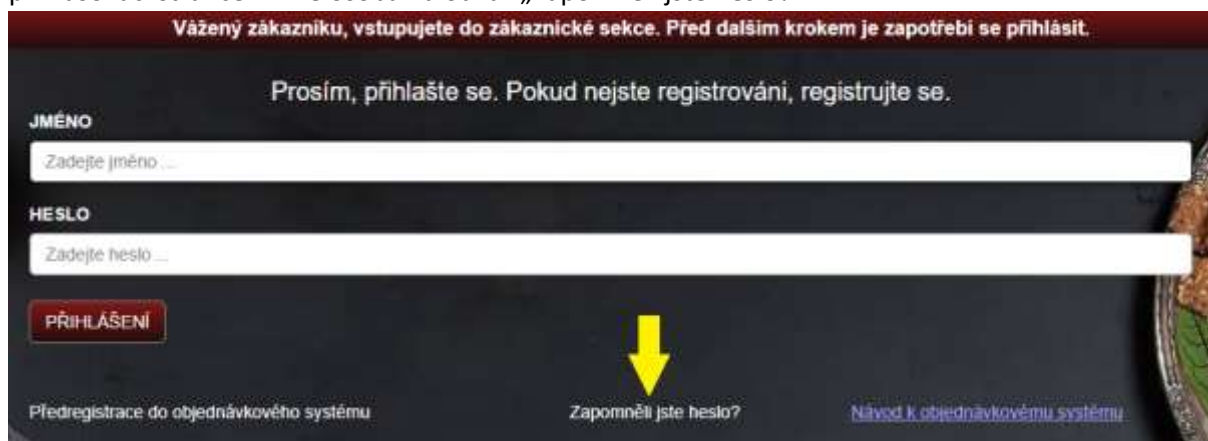 Vážený zákazníku, vstupujete do zákaznické sekce. Před dalším krokem je zapotřebí se přihlásit.
Prosím, přihlašte se. Pokud nejste registrováni, registrujte se.
JMÉNO
Zadejte jméno ...
HESLO
Zadejte heslo ...
PŘIHLÁŠENÍ
Předregistrace do objednávkového systému Zapomněli jste heslo? Návod k objednávkovému systému